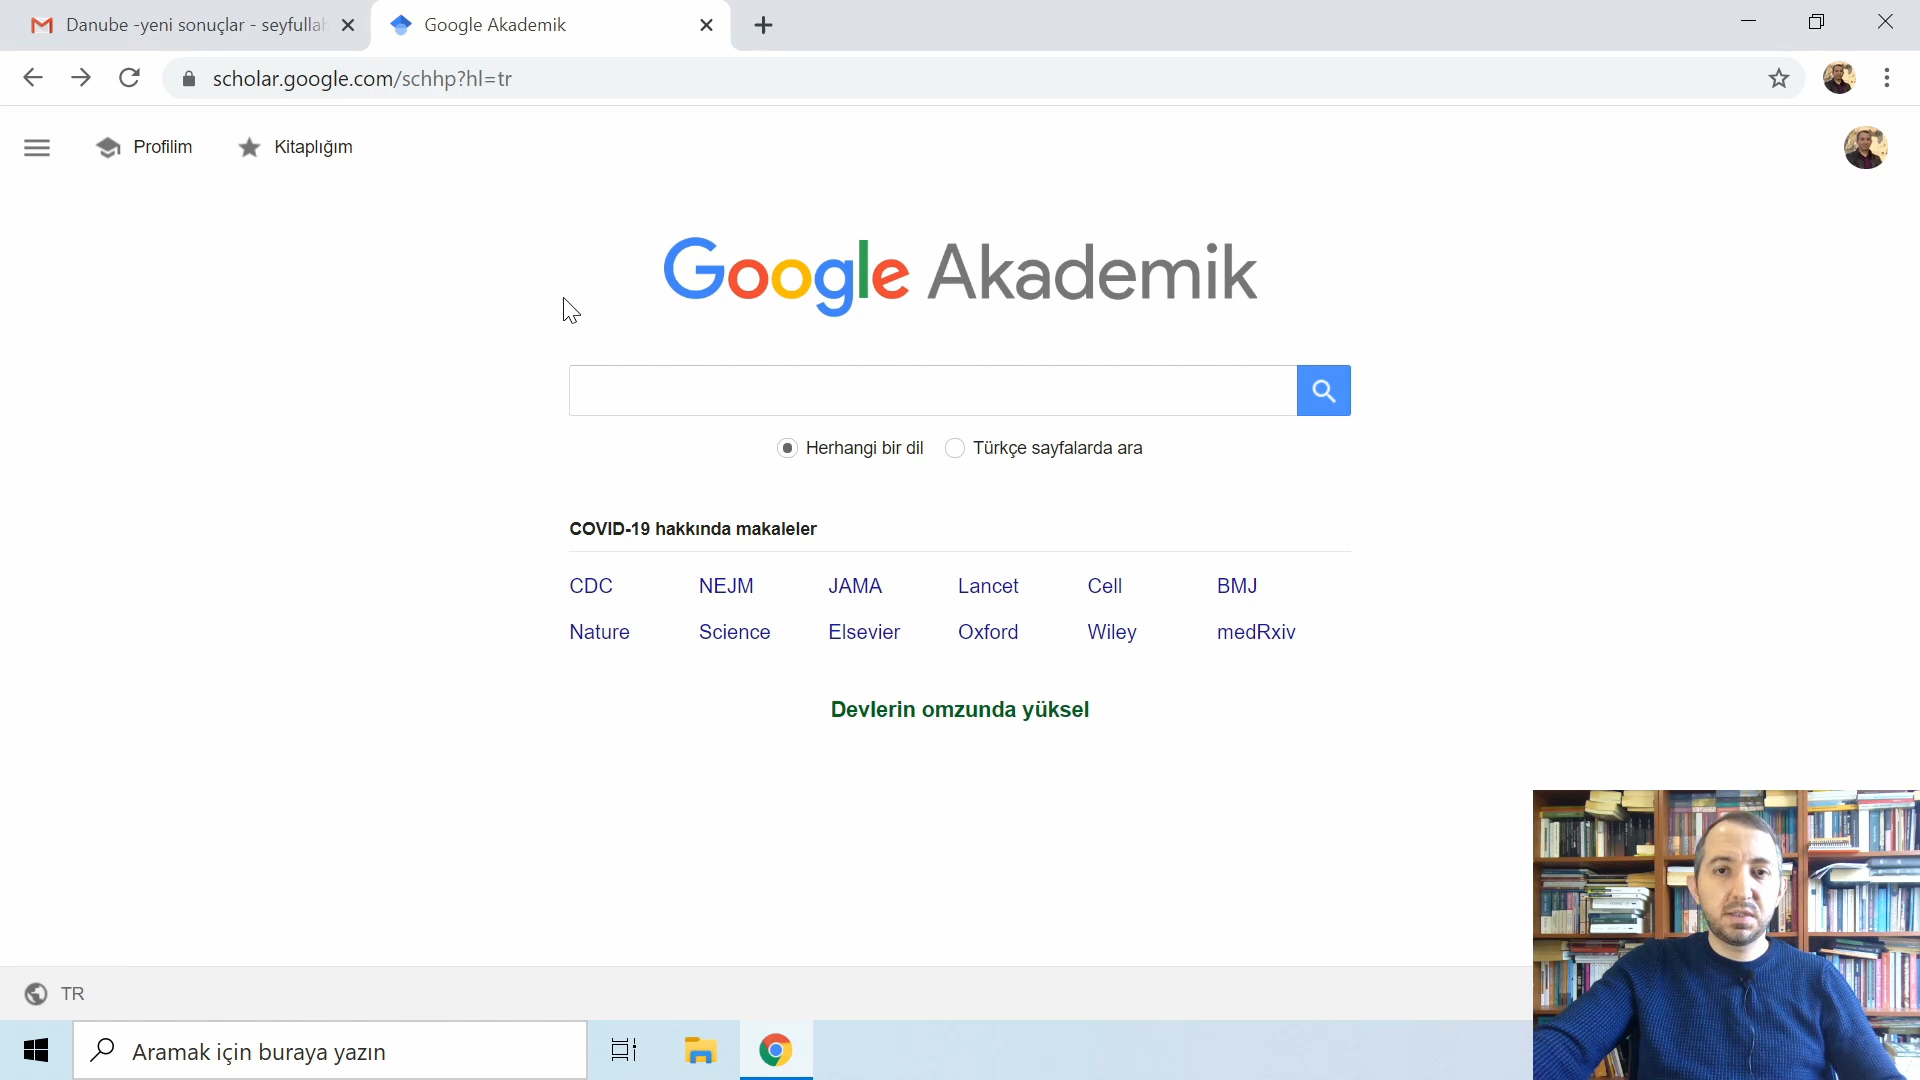 Danube -yeni sonuçlar - seyfullah
Google Akademik
scholar.google.com/schhp?hl=tr
Profilim
Kitaplığım
Google Akademik
Herhangi bir dil
Türkçe sayfalarda ara
COVID-19 hakkında makaleler
CDC NEJM JAMA Lancet Cell BMJ
Nature Science Elsevier Oxford Wiley medRxiv
Devlerin omzunda yüksel
TR
Aramak için buraya yazın